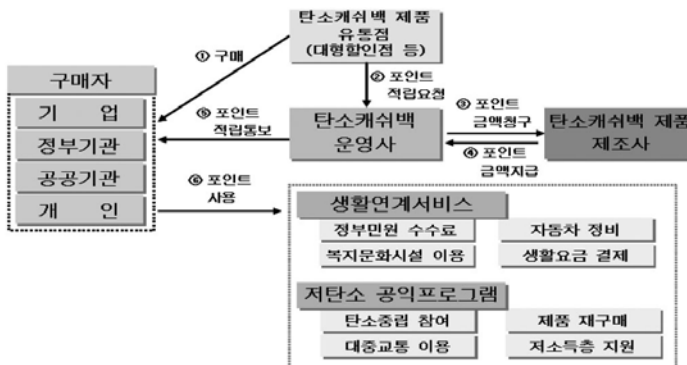 탄소캐쉬백 제품
유통점
(대형할인점 등)
① 구매
② 포인트
적립요청
구매자
기 업
정부기관
공공기관
개 인
⑤ 포인트
적립통보
탄소캐쉬백
운영사
③ 포인트
금액청구
④ 포인트
금액지급
탄소캐쉬백 제품
제조사
⑥ 포인트
사용
생활연계서비스
정부민원 수수료
자동차 정비
복지문화시설 이용
생활요금 결제
저탄소 공익프로그램
탄소중립 참여
제품 재구매
대중교통 이용
저소득층 지원